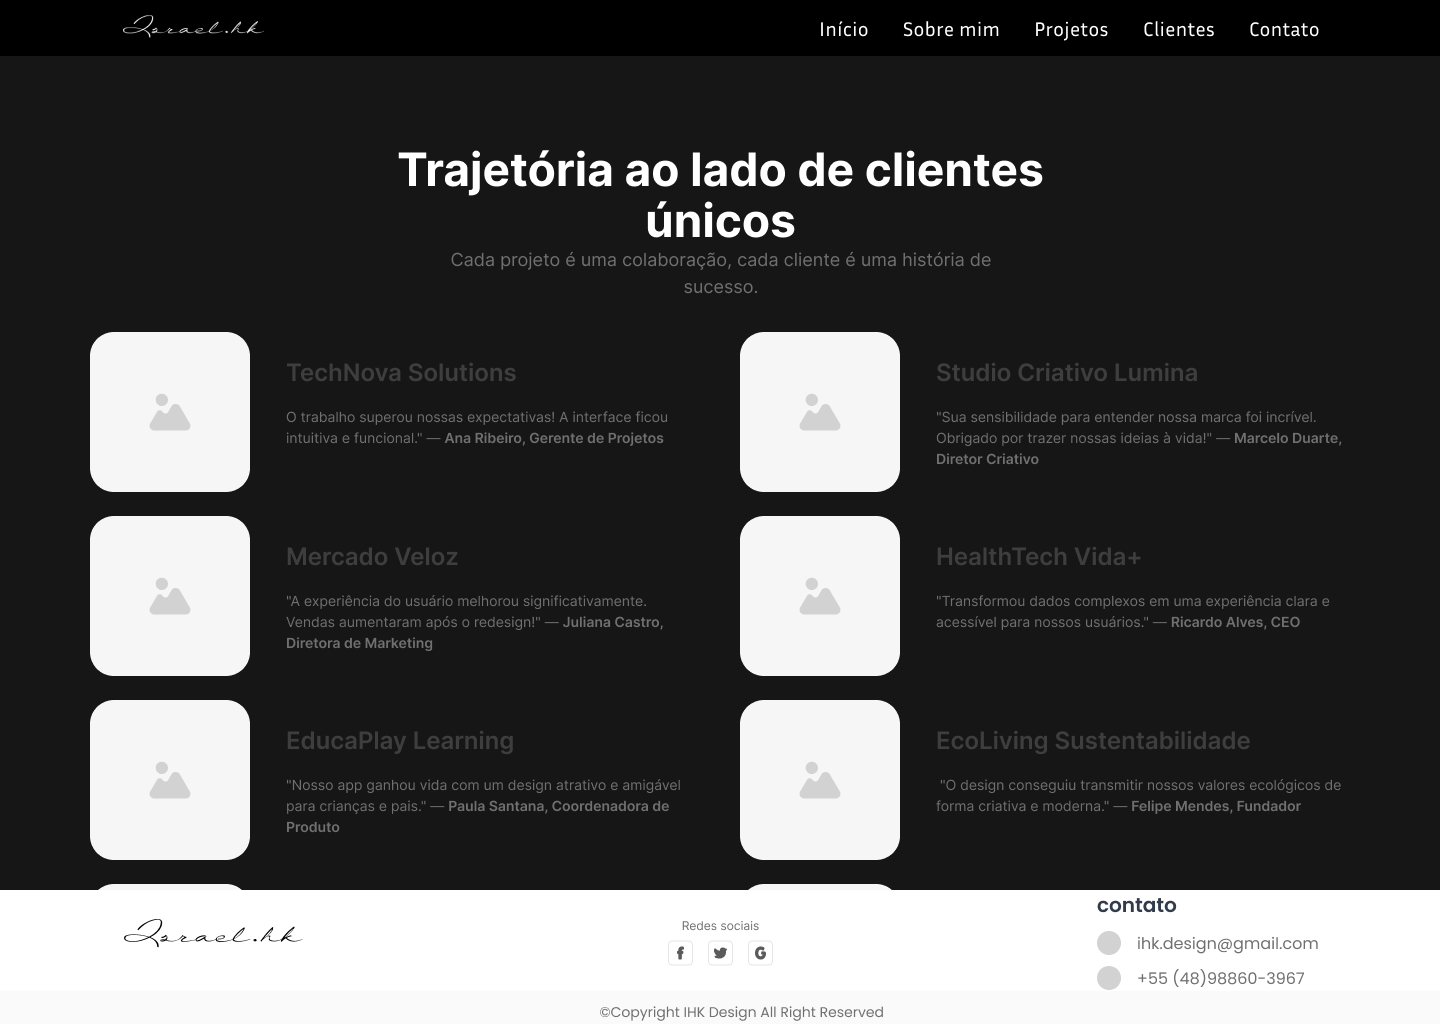 Israel.hk
Início Sobre mim Projetos Clientes Contato
Trajetória ao lado de clientes
únicos
Cada projeto é uma colaboração, cada cliente é uma história de
sucesso.
TechNova Solutions
O trabalho superou nossas expectativas! A interface ficou
intuitiva e funcional." — Ana Ribeiro, Gerente de Projetos
Studio Criativo Lumina
"Sua sensibilidade para entender nossa marca foi incrível.
Obrigado por trazer nossas ideias à vida!" — Marcelo Duarte,
Diretor Criativo
Mercado Veloz
"A experiência do usuário melhorou significativamente.
Vendas aumentaram após o redesign!" — Juliana Castro,
Diretora de Marketing
HealthTech Vida+
"Transformou dados complexos em uma experiência clara e
acessível para nossos usuários." — Ricardo Alves, CEO
EducaPlay Learning
"Nosso app ganhou vida com um design atrativo e amigável
para crianças e pais." — Paula Santana, Coordenadora de
Produto
EcoLiving Sustentabilidade
"O design conseguiu transmitir nossos valores ecológicos de
forma criativa e moderna." — Felipe Mendes, Fundador
Israel.hk
Redes sociais
contato
ihk.design@gmail.com
+55 (48)98860-3967
©Copyright IHK Design All Right Reserved